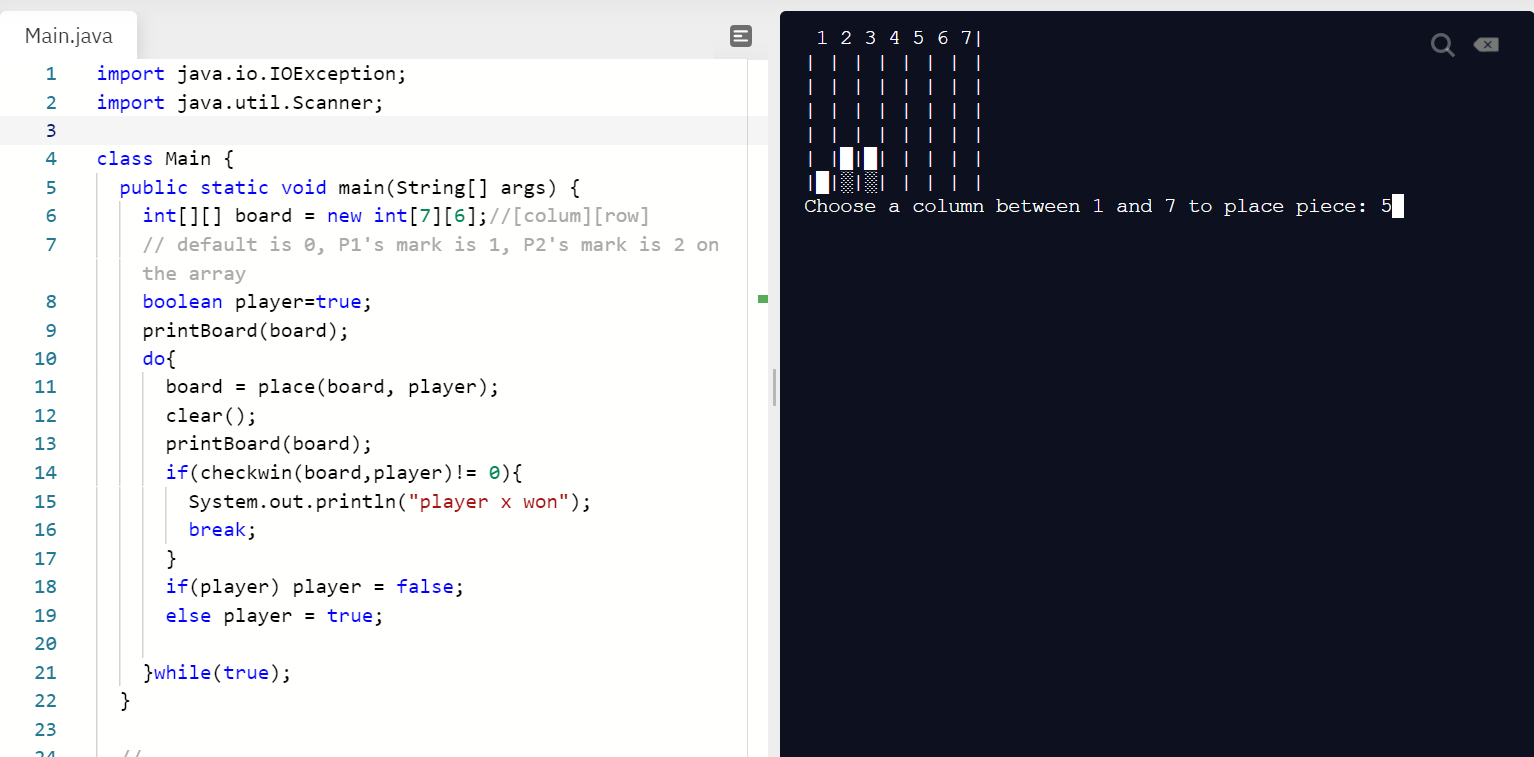 Main.java
1 import java.io.IOException;
2 import java.util.Scanner;
3
4 class Main {
5 public static void main(String[] args) {
6 int[][] board = new int[7][6];//[colum][row]
7 // default is 0, P1's mark is 1, P2's mark is 2 on
the array
8 boolean player=true;
9 printBoard(board);
10 do{
11 board = place(board, player);
12 clear();
13 printBoard(board);
14 if(checkwin(board,player)!= 0){
15 System.out.println("player x won");
16 break;
17 }
18 if(player) player = false;
19 else player = true;
20
21 }while(true);
22 }
23
24 //
1 2 3 4 5 6 7|
| | | | | | | |
| | | | | | | |
| | | | | | | |
| | | | | | | |
| |█|█| | | | |
|█|▒|▒| | | | |
Choose a column between 1 and 7 to place piece: 5